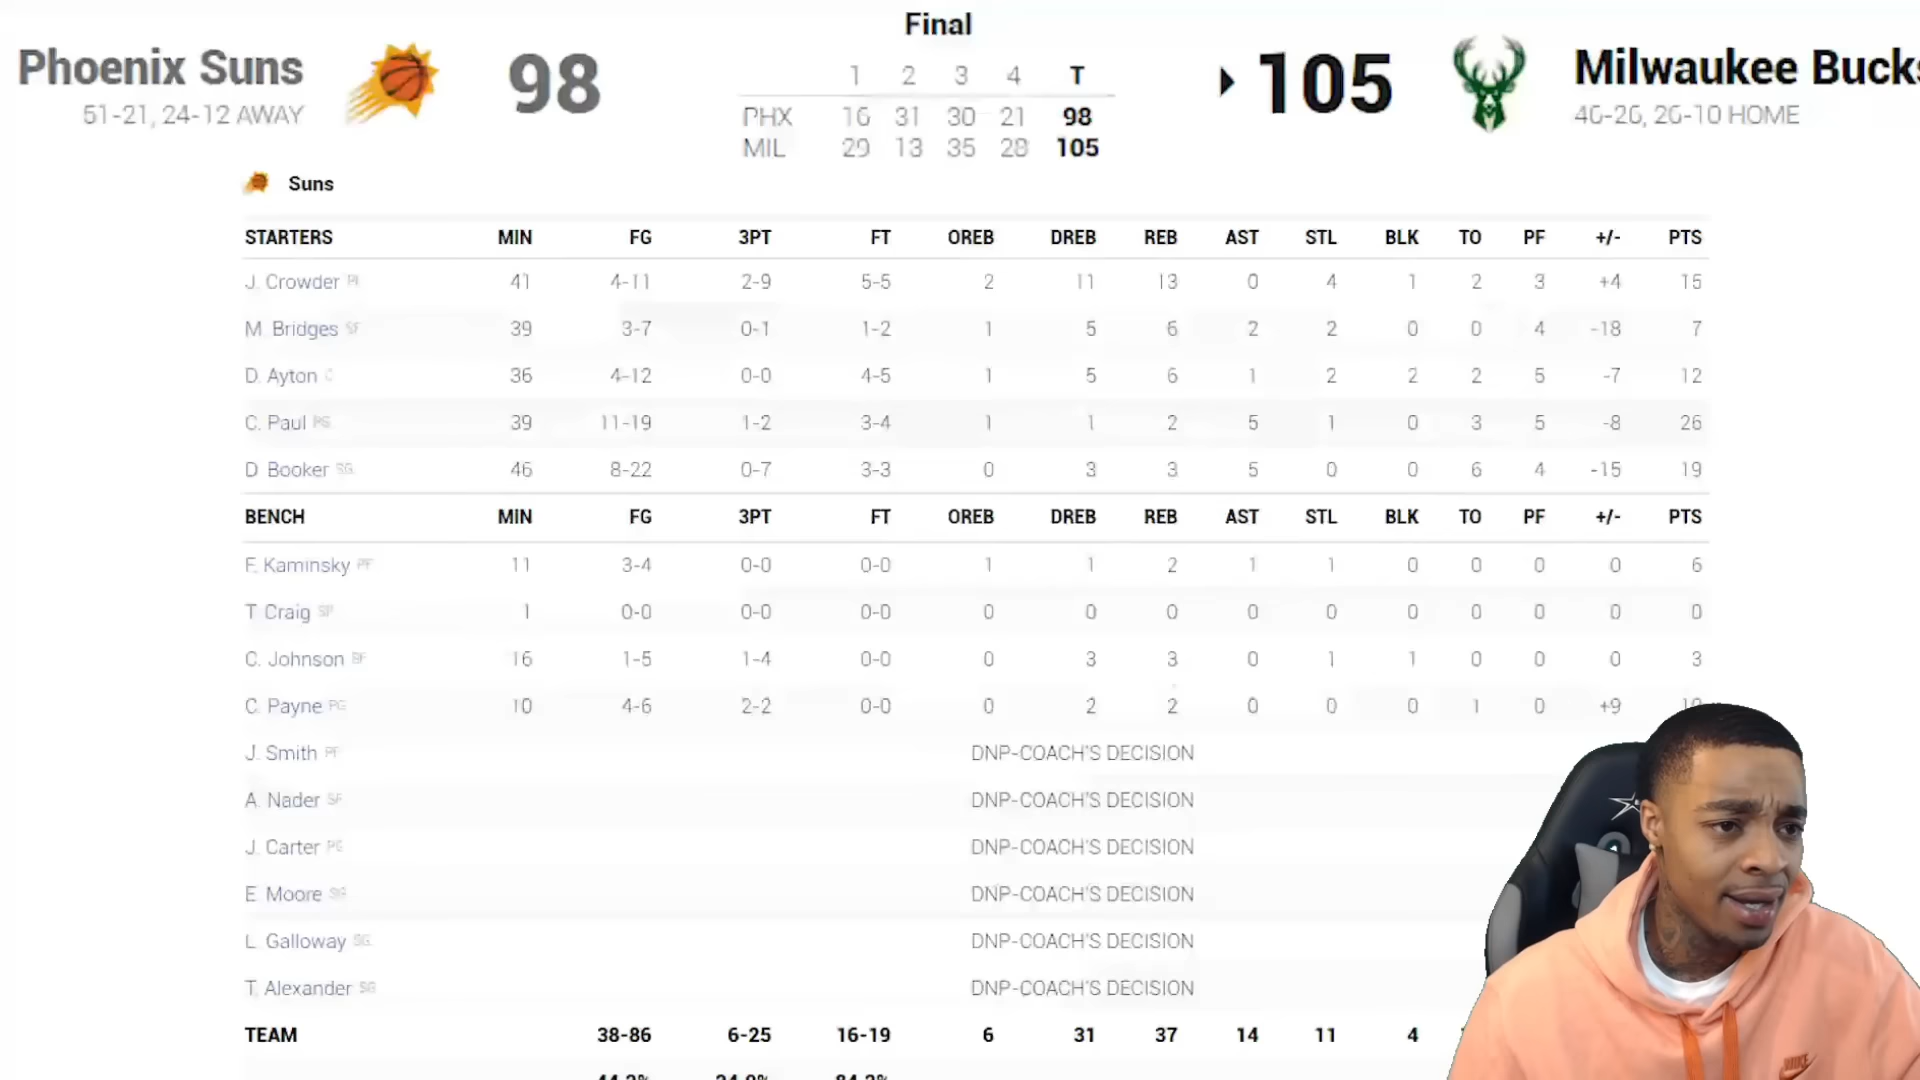 Final
Phoenix Suns 98 1 2 3 4 T 105 Milwaukee Bucks
51-21, 24-12 AWAY PHX 16 31 30 21 98 46-26, 26-10 HOME
MIL 29 13 35 28 105
Suns
STARTERS MIN FG 3PT FT OREB DREB REB AST STL BLK TO PF +/- PTS
J. Crowder 41 4-11 2-9 5-5 2 11 13 0 4 1 2 3 +4 15
M. Bridges SF 39 3-7 0-1 1-2 1 5 6 2 2 0 0 4 -18 7
D. Ayton C 36 4-12 0-0 4-5 1 5 6 1 2 2 2 5 -7 12
C. Paul PG 39 11-19 1-2 3-4 1 1 2 5 1 0 3 5 -8 26
D Booker SG 46 8-22 0-7 3-3 0 3 3 5 0 0 6 4 -15 19
BENCH MIN FG 3PT FT OREB DREB REB AST STL BLK TO PF +/- PTS
F. Kaminsky PF 11 3-4 0-0 0-0 1 1 2 1 1 0 0 0 0 6
T Craig SF 1 0-0 0-0 0-0 0 0 0 0 0 0 0 0 0 0
C. Johnson SF 16 1-5 1-4 0-0 0 3 3 0 1 1 0 0 0 3
C. Payne PG 10 4-6 2-2 0-0 0 2 2 0 0 0 1 0 +9 10
J. Smith PF DNP-COACH'S DECISION
A. Nader SF DNP-COACH'S DECISION
J. Carter PG DNP-COACH'S DECISION
E. Moore SG DNP-COACH'S DECISION
L. Galloway SG DNP-COACH'S DECISION
T. Alexander SG DNP-COACH'S DECISION
TEAM 38-86 6-25 16-19 6 31 37 14 11 4
44.2% 24.0% 84.2%
NIKE